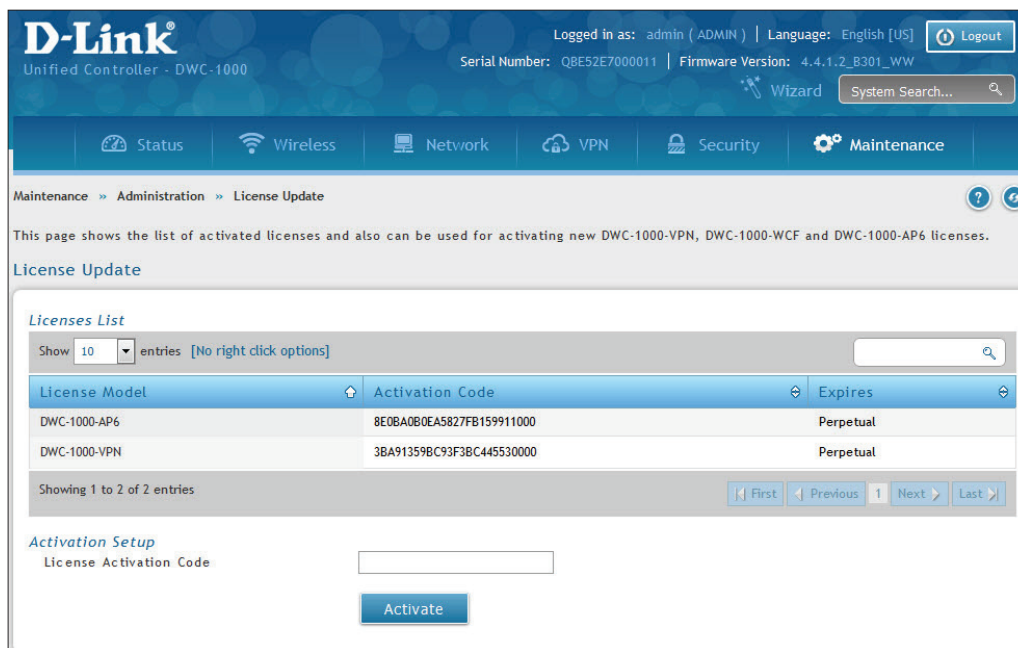 D-Link®
Unified Controller - DWC-1000
Logged in as: admin ( ADMIN ) | Language: English [US]
Logout
Serial Number: QBE52E7000011 | Firmware Version: 4.4.1.2_B301_WW
Wizard
System Search...
Status
Wireless
Network
VPN
Security
Maintenance
Maintenance » Administration » License Update
?
This page shows the list of activated licenses and also can be used for activating new DWC-1000-VPN, DWC-1000-WCF and DWC-1000-AP6 licenses.
License Update
Licenses List
Show 10 entries [No right click options]
License Model Activation Code Expires
DWC-1000-AP6 8E0BA0B0EA5827FB159911000 Perpetual
DWC-1000-VPN 3BA91359BC93F3BC445530000 Perpetual
Showing 1 to 2 of 2 entries
First Previous 1 Next Last
Activation Setup
License Activation Code
Activate